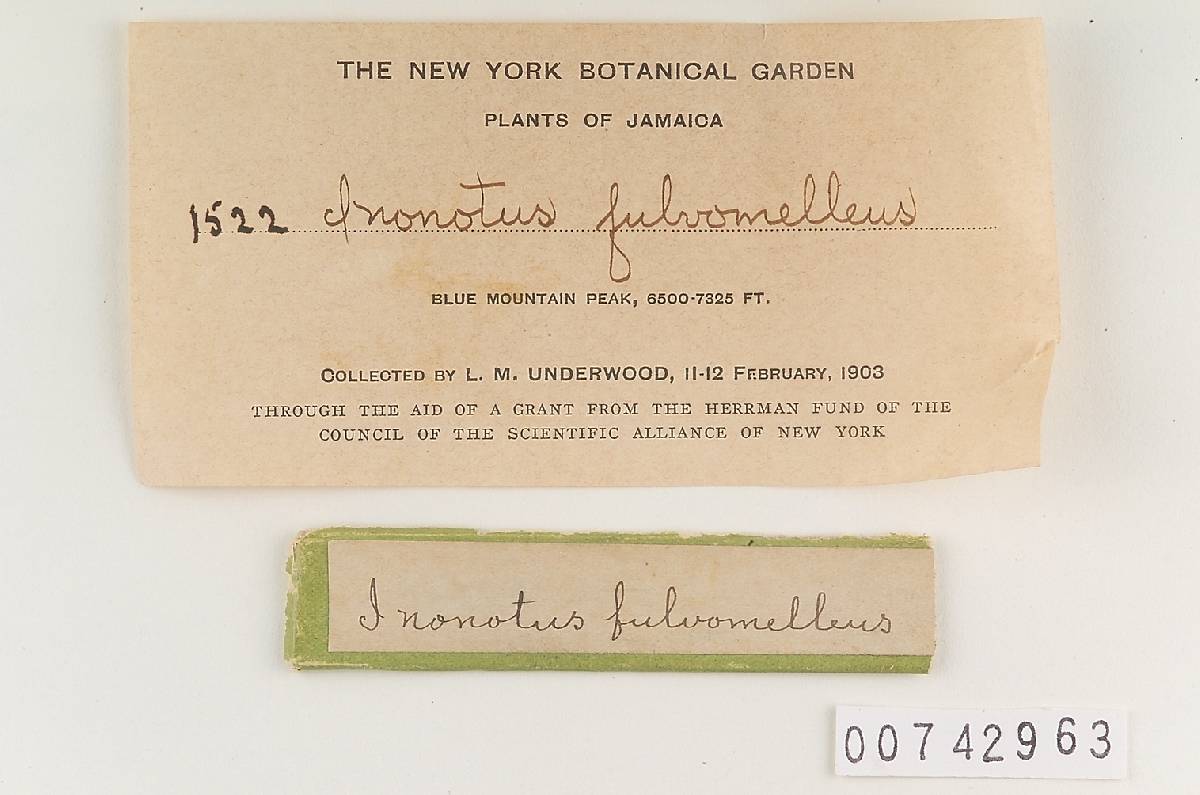 THE NEW YORK BOTANICAL GARDEN
PLANTS OF JAMAICA
1522 Inonotus fulvomelleus
BLUE MOUNTAIN PEAK, 6500-7325 FT.
COLLECTED BY L. M. UNDERWOOD, 11-12 FEBRUARY, 1903
THROUGH THE AID OF A GRANT FROM THE HERRMAN FUND OF THE
COUNCIL OF THE SCIENTIFIC ALLIANCE OF NEW YORK
Inonotus fulvomelleus
00742963